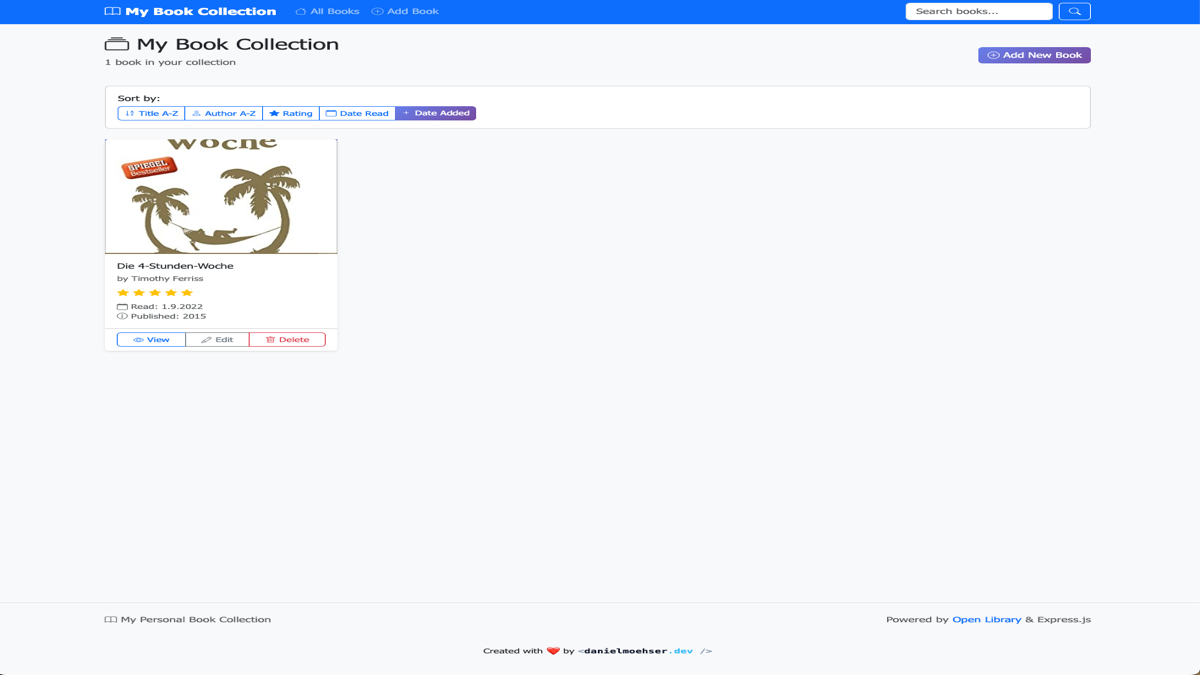 My Book Collection All Books Add Book Search books...
My Book Collection
1 book in your collection
Add New Book
Sort by:
Title A-Z Author A-Z Rating Date Read Date Added
Woche
SPIEGEL
Bestseller
Die 4-Stunden-Woche
by Timothy Ferriss
Read: 1.9.2022
Published: 2015
View Edit Delete
My Personal Book Collection Powered by Open Library & Express.js
Created with ❤️ by <danielmoehser.dev />